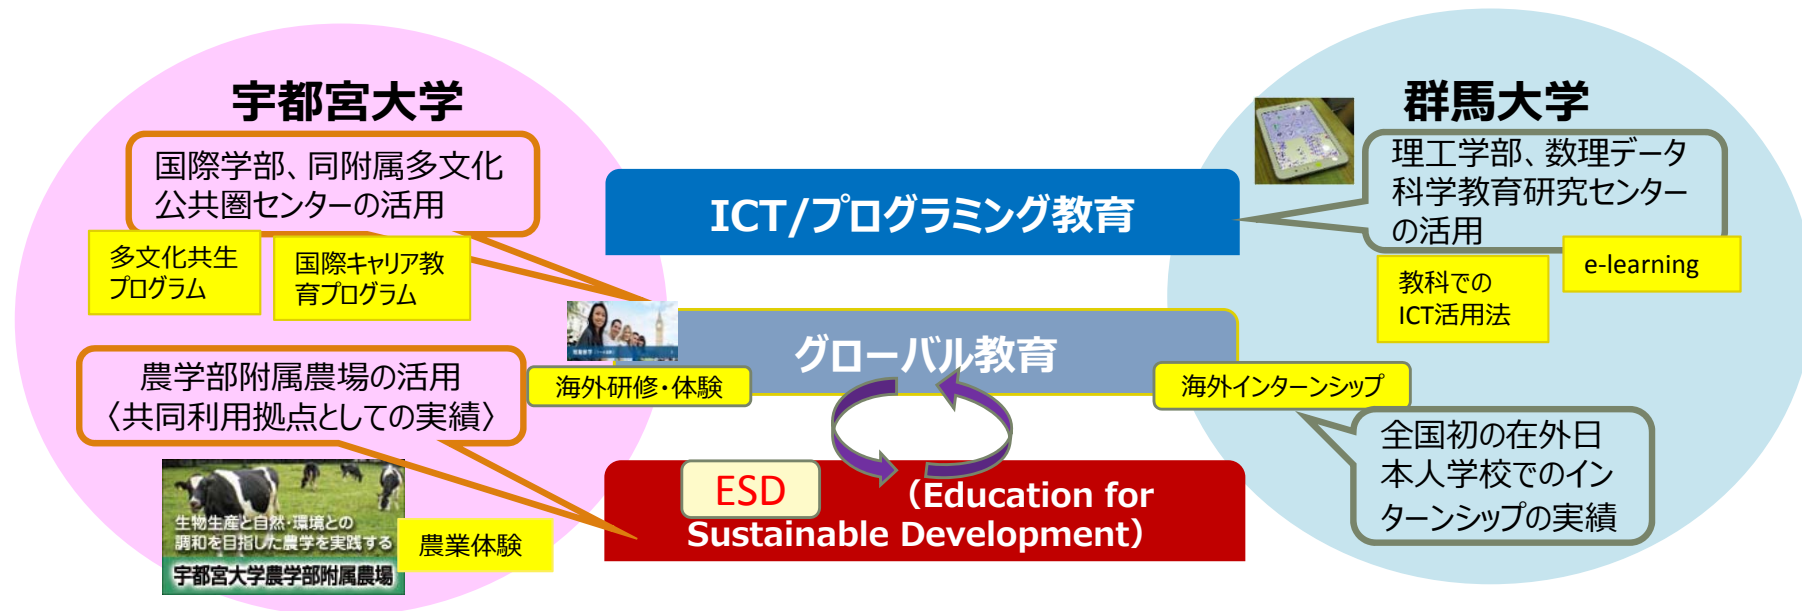 宇都宮大学
国際学部、同附属多文化
公共圏センターの活用
多文化共生
プログラム
国際キャリア教
育プログラム
農学部附属農場の活用
〈共同利用拠点としての実績〉
生物生産と自然・環境との
調和を目指した農学を実践する
宇都宮大学農学部附属農場
農業体験
海外研修・体験
ICT/プログラミング教育
グローバル教育
ESD
（Education for
Sustainable Development）
群馬大学
理工学部、数理データ
科学教育研究センター
の活用
教科での
ICT活用法
e-learning
海外インターンシップ
全国初の在外日
本人学校でのイン
ターンシップの実績